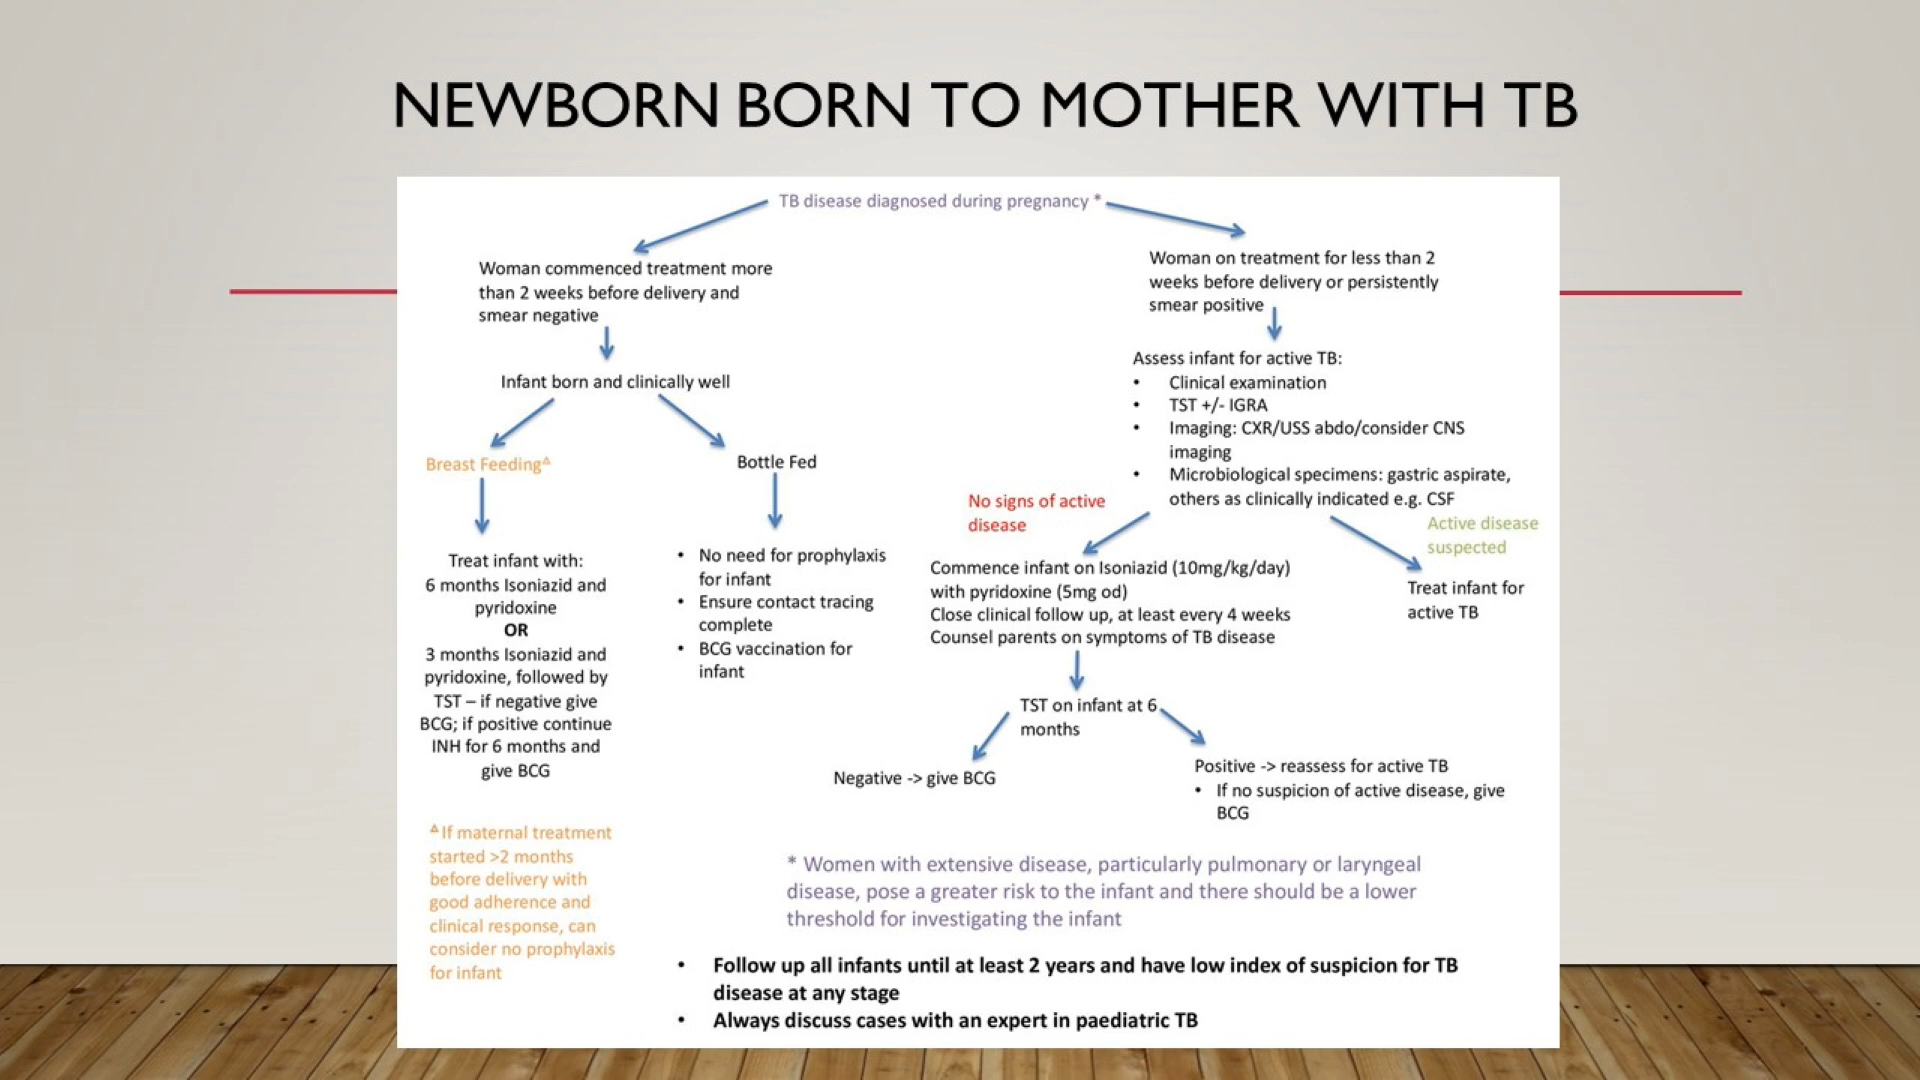 NEWBORN BORN TO MOTHER WITH TB
TB disease diagnosed during pregnancy *
Woman commenced treatment more
than 2 weeks before delivery and
smear negative
Infant born and clinically well
Breast Feeding^Δ
Treat infant with:
6 months Isoniazid and
pyridoxine
OR
3 months Isoniazid and
pyridoxine, followed by
TST – if negative give
BCG; if positive continue
INH for 6 months and
give BCG
Bottle Fed
• No need for prophylaxis
for infant
• Ensure contact tracing
complete
• BCG vaccination for
infant
Woman on treatment for less than 2
weeks before delivery or persistently
smear positive
Assess infant for active TB:
• Clinical examination
• TST +/- IGRA
• Imaging: CXR/USS abdo/consider CNS
imaging
• Microbiological specimens: gastric aspirate,
others as clinically indicated e.g. CSF
No signs of active
disease
Commence infant on Isoniazid (10mg/kg/day)
with pyridoxine (5mg od)
Close clinical follow up, at least every 4 weeks
Counsel parents on symptoms of TB disease
TST on infant at 6
months
Negative -> give BCG
Positive -> reassess for active TB
• If no suspicion of active disease, give
BCG
Active disease
suspected
Treat infant for
active TB
Δ If maternal treatment
started >2 months
before delivery with
good adherence and
clinical response, can
consider no prophylaxis
for infant
* Women with extensive disease, particularly pulmonary or laryngeal
disease, pose a greater risk to the infant and there should be a lower
threshold for investigating the infant
• Follow up all infants until at least 2 years and have low index of suspicion for TB
disease at any stage
• Always discuss cases with an expert in paediatric TB